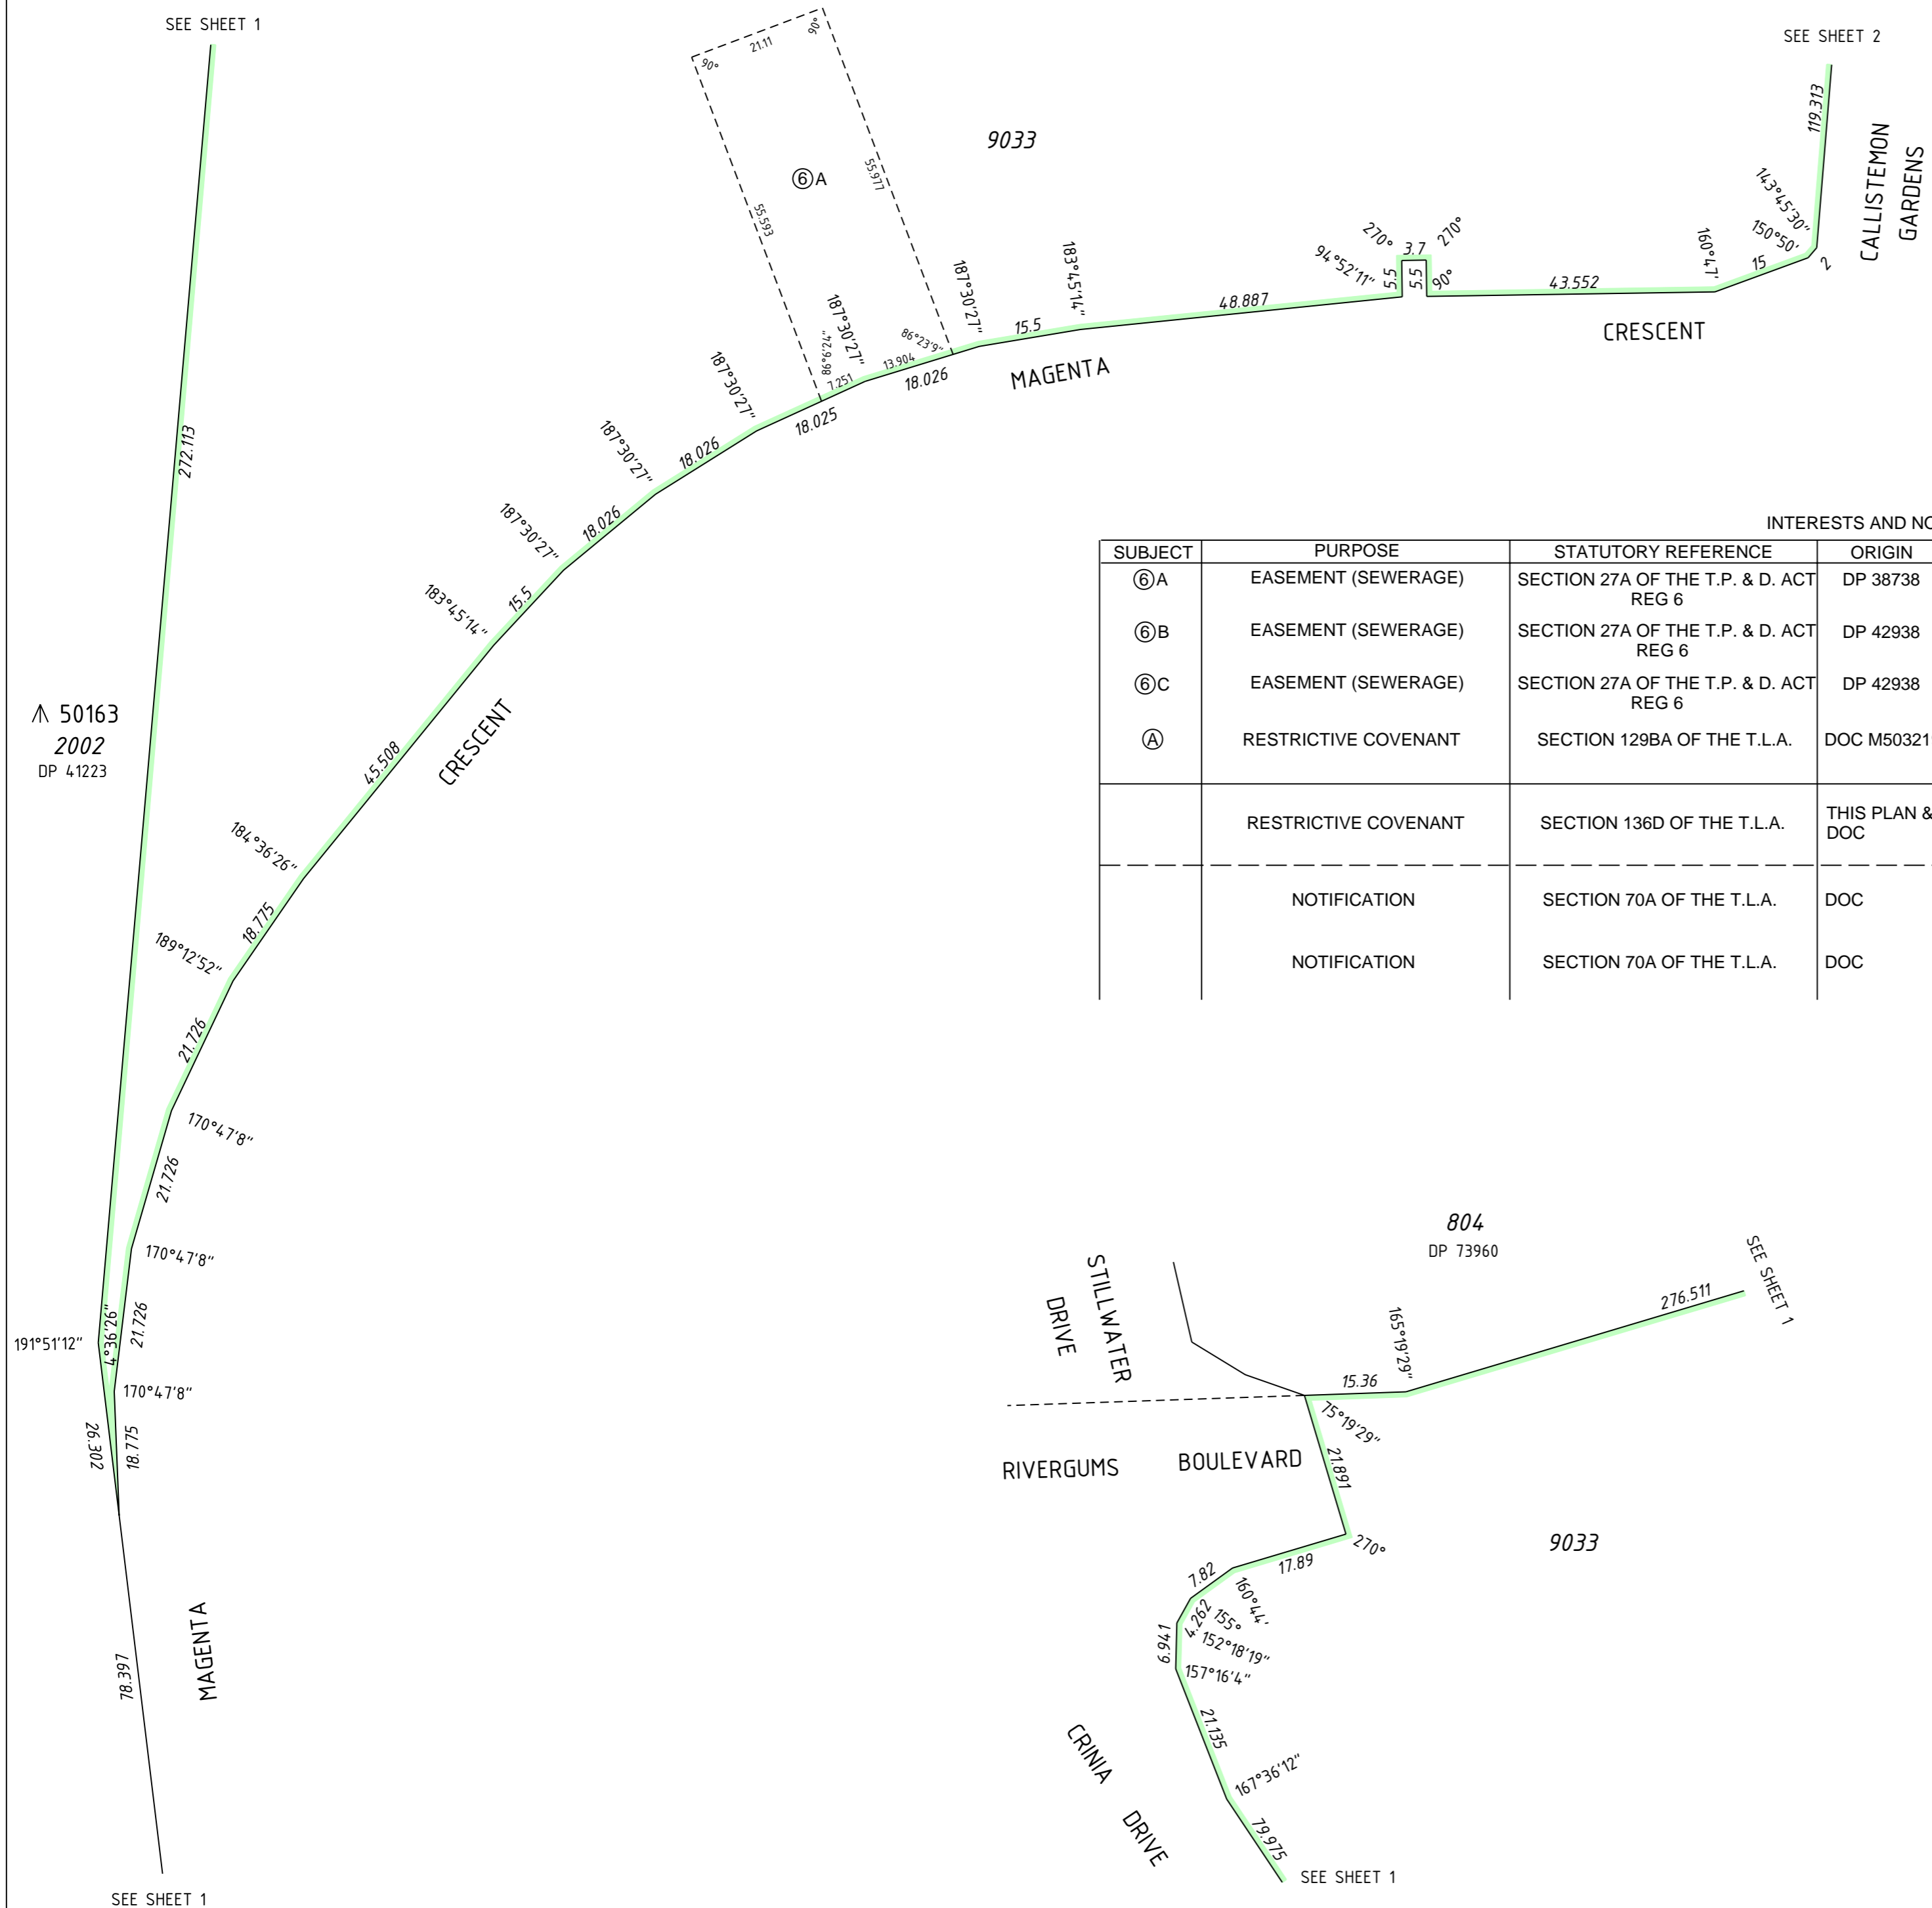 SEE SHEET 1
272.113
50163
2002
DP 41223
191°51'12"
4°36'26"
26.302
18.775
78.397
MAGENTA
SEE SHEET 1
170°47'8"
21.726
170°47'8"
21.726
170°47'8"
21.726
189°12'52"
18.775
184°36'26"
45.508
CRESCENT
183°45'14"
15.5
187°30'27"
18.026
187°30'27"
18.026
187°30'27"
18.025
7.251
86°6'42"
187°30'27"
13.904
86°23'9"
18.026
187°30'27"
15.5
183°45'14"
MAGENTA
90°
21.11
90°
55.593
⑥A
55.977
9033
48.887
94°52'11"
270°
5.5
3.7
5.5
270°
90°
43.552
CRESCENT
160°47'
15
150°50'
2
143°45'30"
119.313
SEE SHEET 2
CALLISTEMON
GARDENS
INTERESTS AND NO
SUBJECT PURPOSE STATUTORY REFERENCE ORIGIN
⑥A EASEMENT (SEWERAGE) SECTION 27A OF THE T.P. & D. ACT DP 38738
REG 6
⑥B EASEMENT (SEWERAGE) SECTION 27A OF THE T.P. & D. ACT DP 42938
REG 6
⑥C EASEMENT (SEWERAGE) SECTION 27A OF THE T.P. & D. ACT DP 42938
REG 6
Ⓐ RESTRICTIVE COVENANT SECTION 129BA OF THE T.L.A. DOC M50321
RESTRICTIVE COVENANT SECTION 136D OF THE T.L.A. THIS PLAN &
DOC
NOTIFICATION SECTION 70A OF THE T.L.A. DOC
NOTIFICATION SECTION 70A OF THE T.L.A. DOC
804
DP 73960
SEE SHEET 1
276.511
165°19'29"
15.36
75°19'29"
STILLWATER
DRIVE
RIVERGUMS BOULEVARD
21.891
270°
9033
17.89
160°44'
7.82
155°
4.262
152°18'19"
6.941
157°16'4"
21.135
167°36'12"
79.975
CRINIA DRIVE
SEE SHEET 1